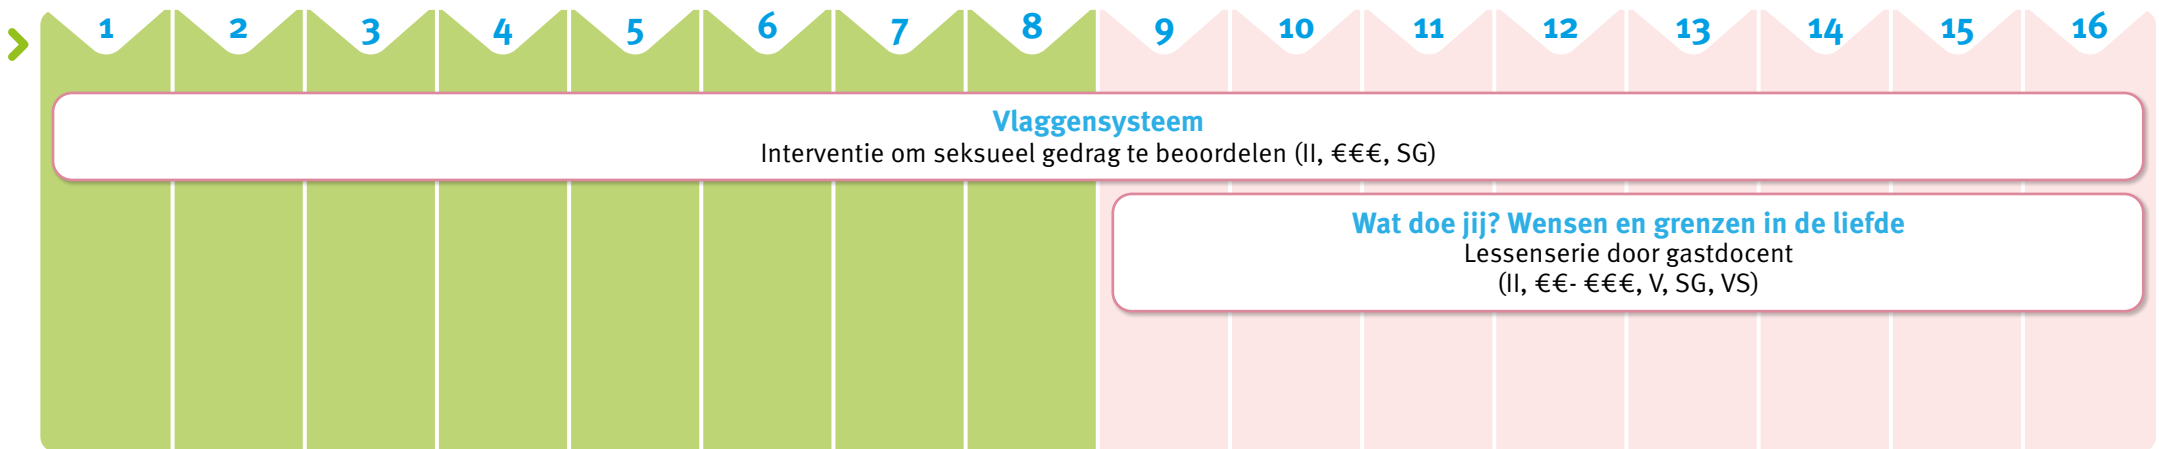 1 2 3 4 5 6 7 8 9 10 11 12 13 14 15 16
Vlaggensysteem
Interventie om seksueel gedrag te beoordelen (II, €€€, SG)
Wat doe jij? Wensen en grenzen in de liefde
Lessenserie door gastdocent
(II, €€- €€€, V, SG, VS)